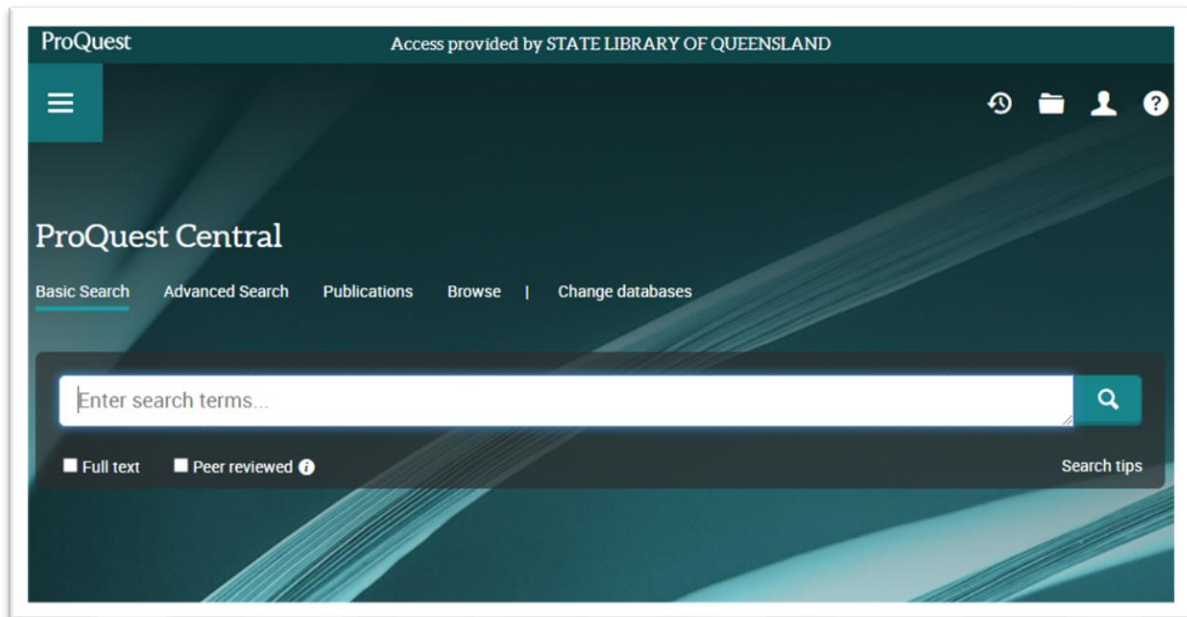 ProQuest
Access provided by STATE LIBRARY OF QUEENSLAND
ProQuest Central
Basic Search Advanced Search Publications Browse | Change databases
Enter search terms...
Full text Peer reviewed
Search tips